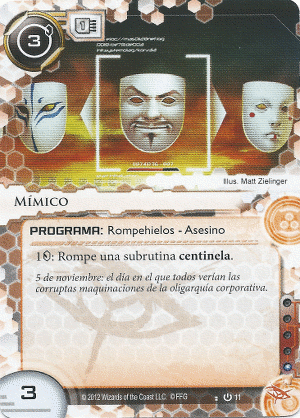 3
1
Illus. Matt Zielinger
MÍMICO
PROGRAMA: Rompehielos - Asesino
1: Rompe una subrutina centinela.
5 de noviembre: el día en el que todos verían las
corruptas maquinaciones de la oligarquía corporativa.
3
© 2012 Wizards of the Coast LLC. © FFG
11